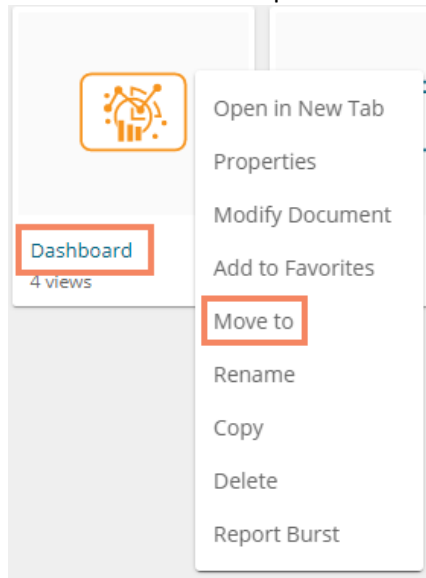 Open in New Tab
Properties
Modify Document
Dashboard
4 views
Add to Favorites
Move to
Rename
Copy
Delete
Report Burst